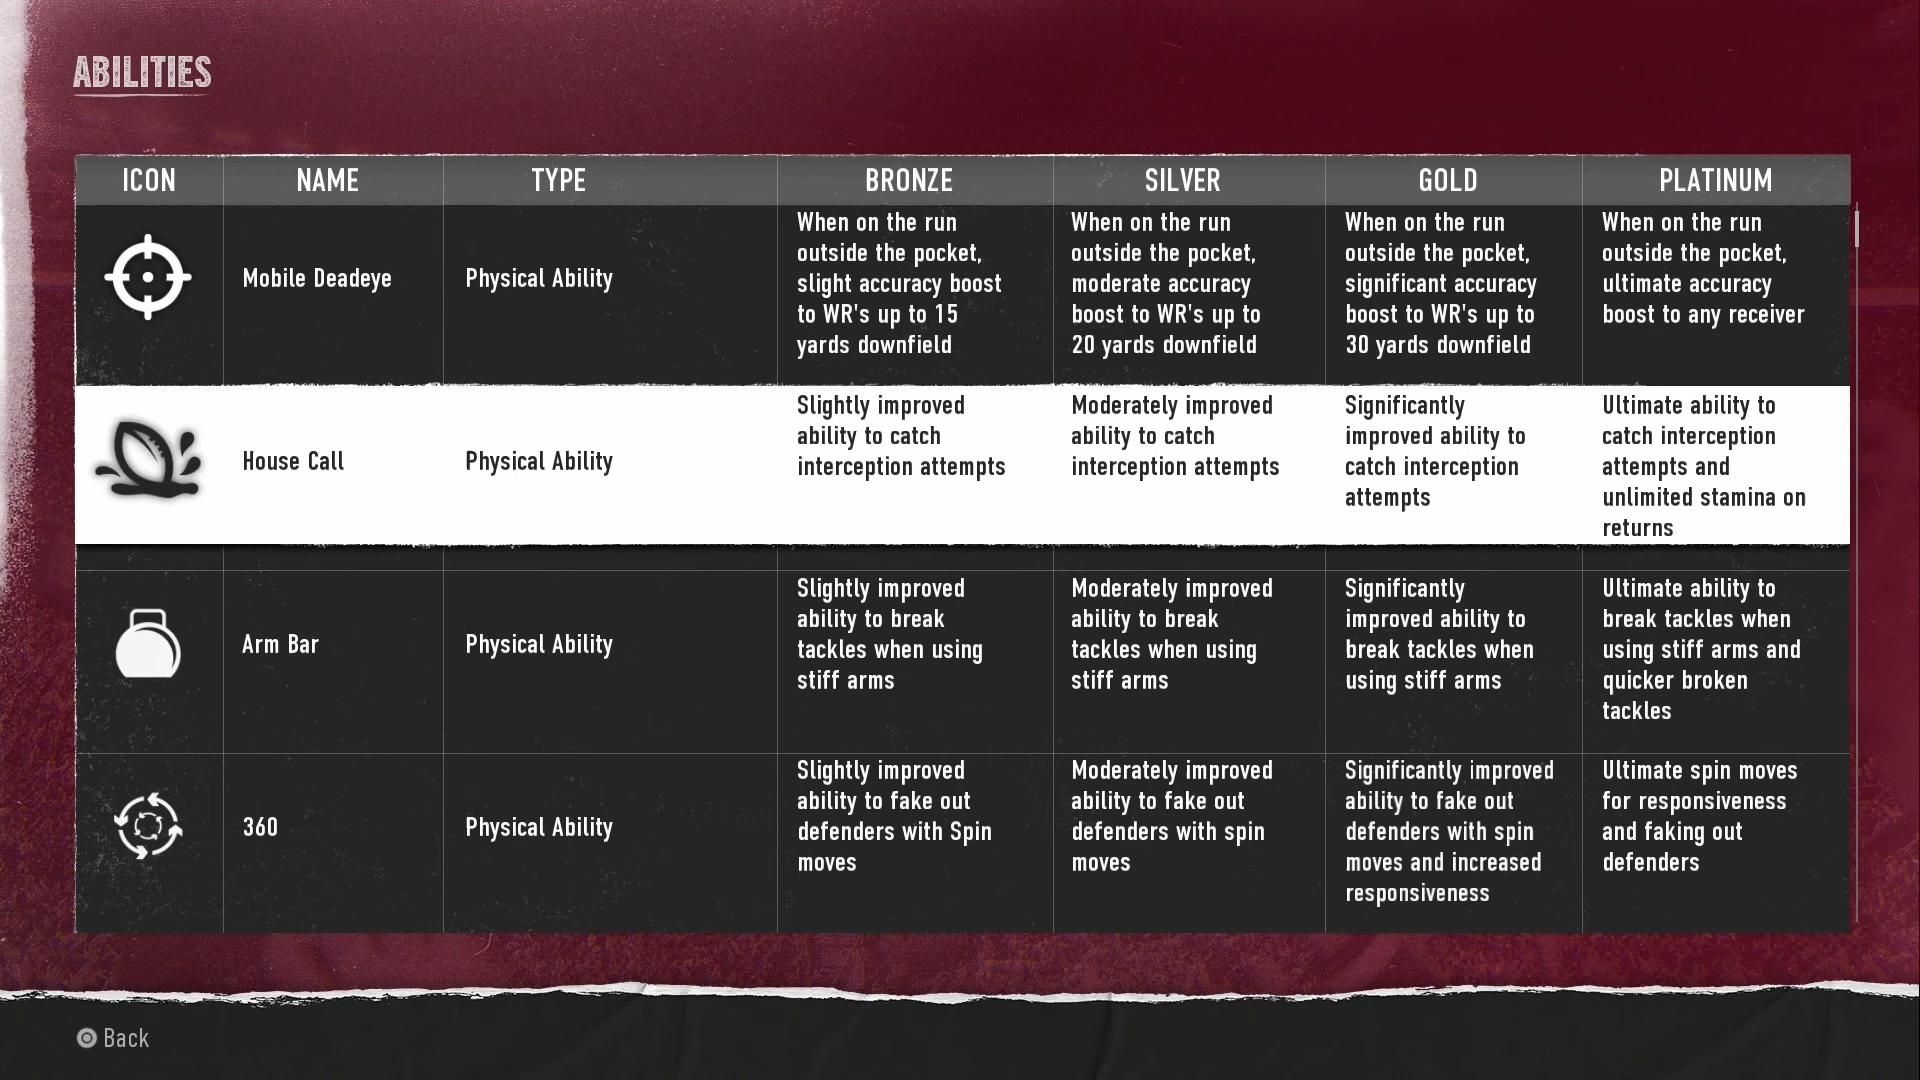 ABILITIES
ICON NAME TYPE BRONZE SILVER GOLD PLATINUM
Mobile Deadeye
Physical Ability
When on the run
outside the pocket,
slight accuracy boost
to WR's up to 15
yards downfield
When on the run
outside the pocket,
moderate accuracy
boost to WR's up to
20 yards downfield
When on the run
outside the pocket,
significant accuracy
boost to WR's up to
30 yards downfield
When on the run
outside the pocket,
ultimate accuracy
boost to any receiver
House Call
Physical Ability
Slightly improved
ability to catch
interception attempts
Moderately improved
ability to catch
interception attempts
Significantly
improved ability to
catch interception
attempts
Ultimate ability to
catch interception
attempts and
unlimited stamina on
returns
Arm Bar
Physical Ability
Slightly improved
ability to break
tackles when using
stiff arms
Moderately improved
ability to break
tackles when using
stiff arms
Significantly
improved ability to
break tackles when
using stiff arms
Ultimate ability to
break tackles when
using stiff arms and
quicker broken
tackles
360
Physical Ability
Slightly improved
ability to fake out
defenders with Spin
moves
Moderately improved
ability to fake out
defenders with spin
moves
Significantly improved
ability to fake out
defenders with spin
moves and increased
responsiveness
Ultimate spin moves
for responsiveness
and faking out
defenders
Back